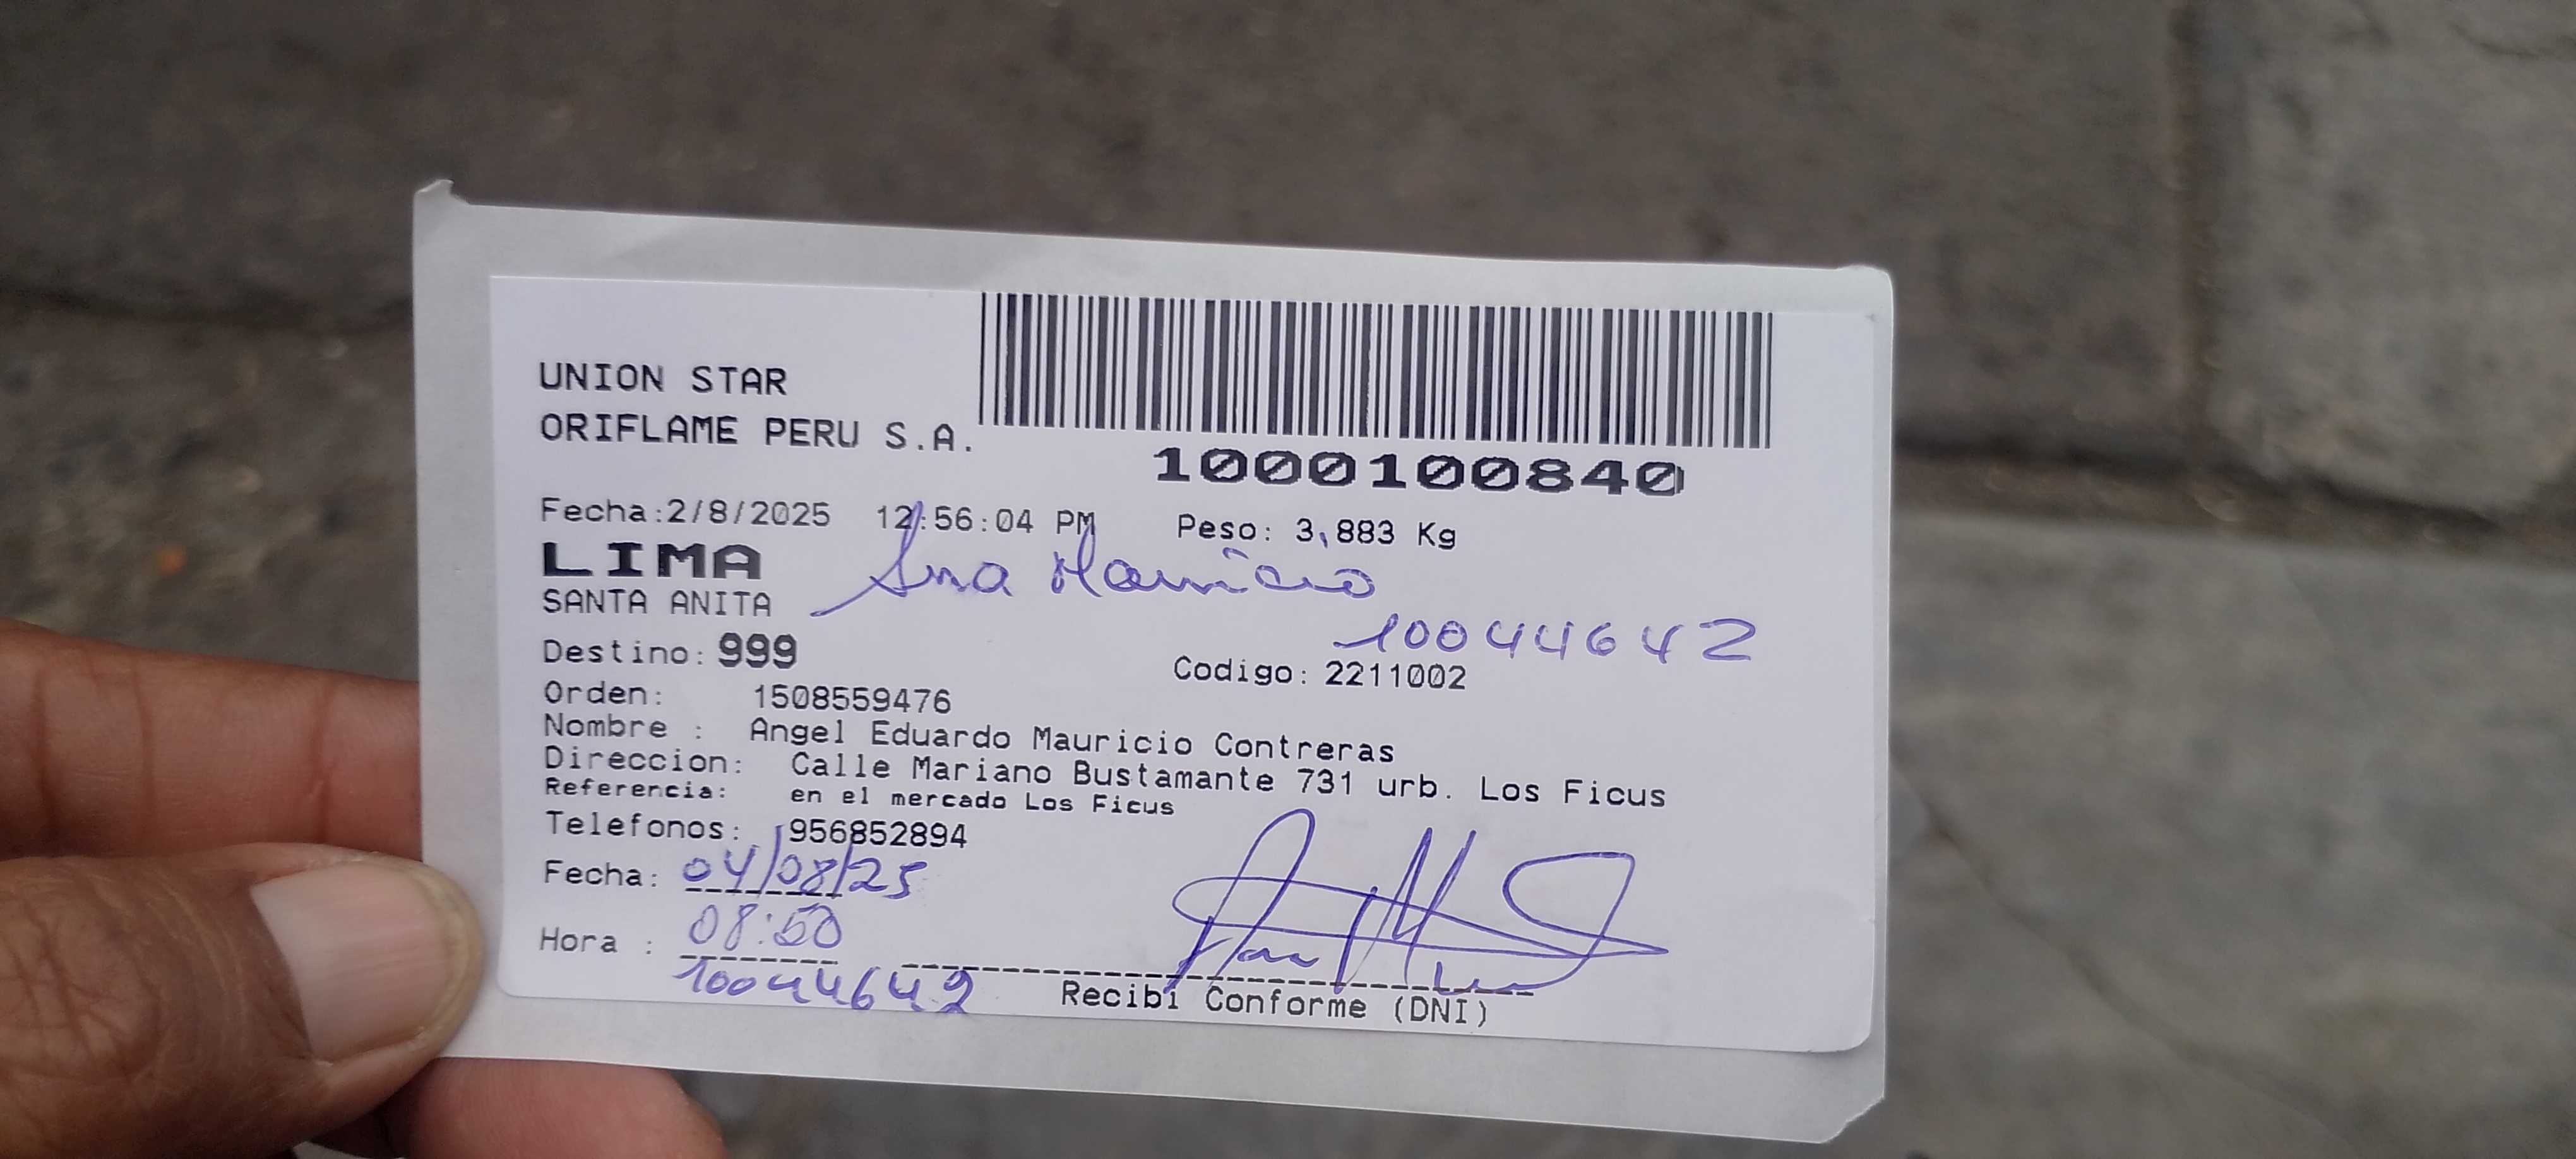 UNION STAR
ORIFLAME PERU S.A.
1000100840
Fecha:2/8/2025 12:56:04 PM Peso: 3,883 Kg
LIMA
Ana Mauricio
SANTA ANITA
10044642
Destino: 999
Codigo: 2211002
Orden: 1508559476
Nombre : Angel Eduardo Mauricio Contreras
Direccion: Calle Mariano Bustamante 731 urb. Los Ficus
Referencia: en el mercado Los Ficus
Telefonos: 956852894
Fecha: 04/08/25
Hora : 08:50
10044642
Recibi Conforme (DNI)